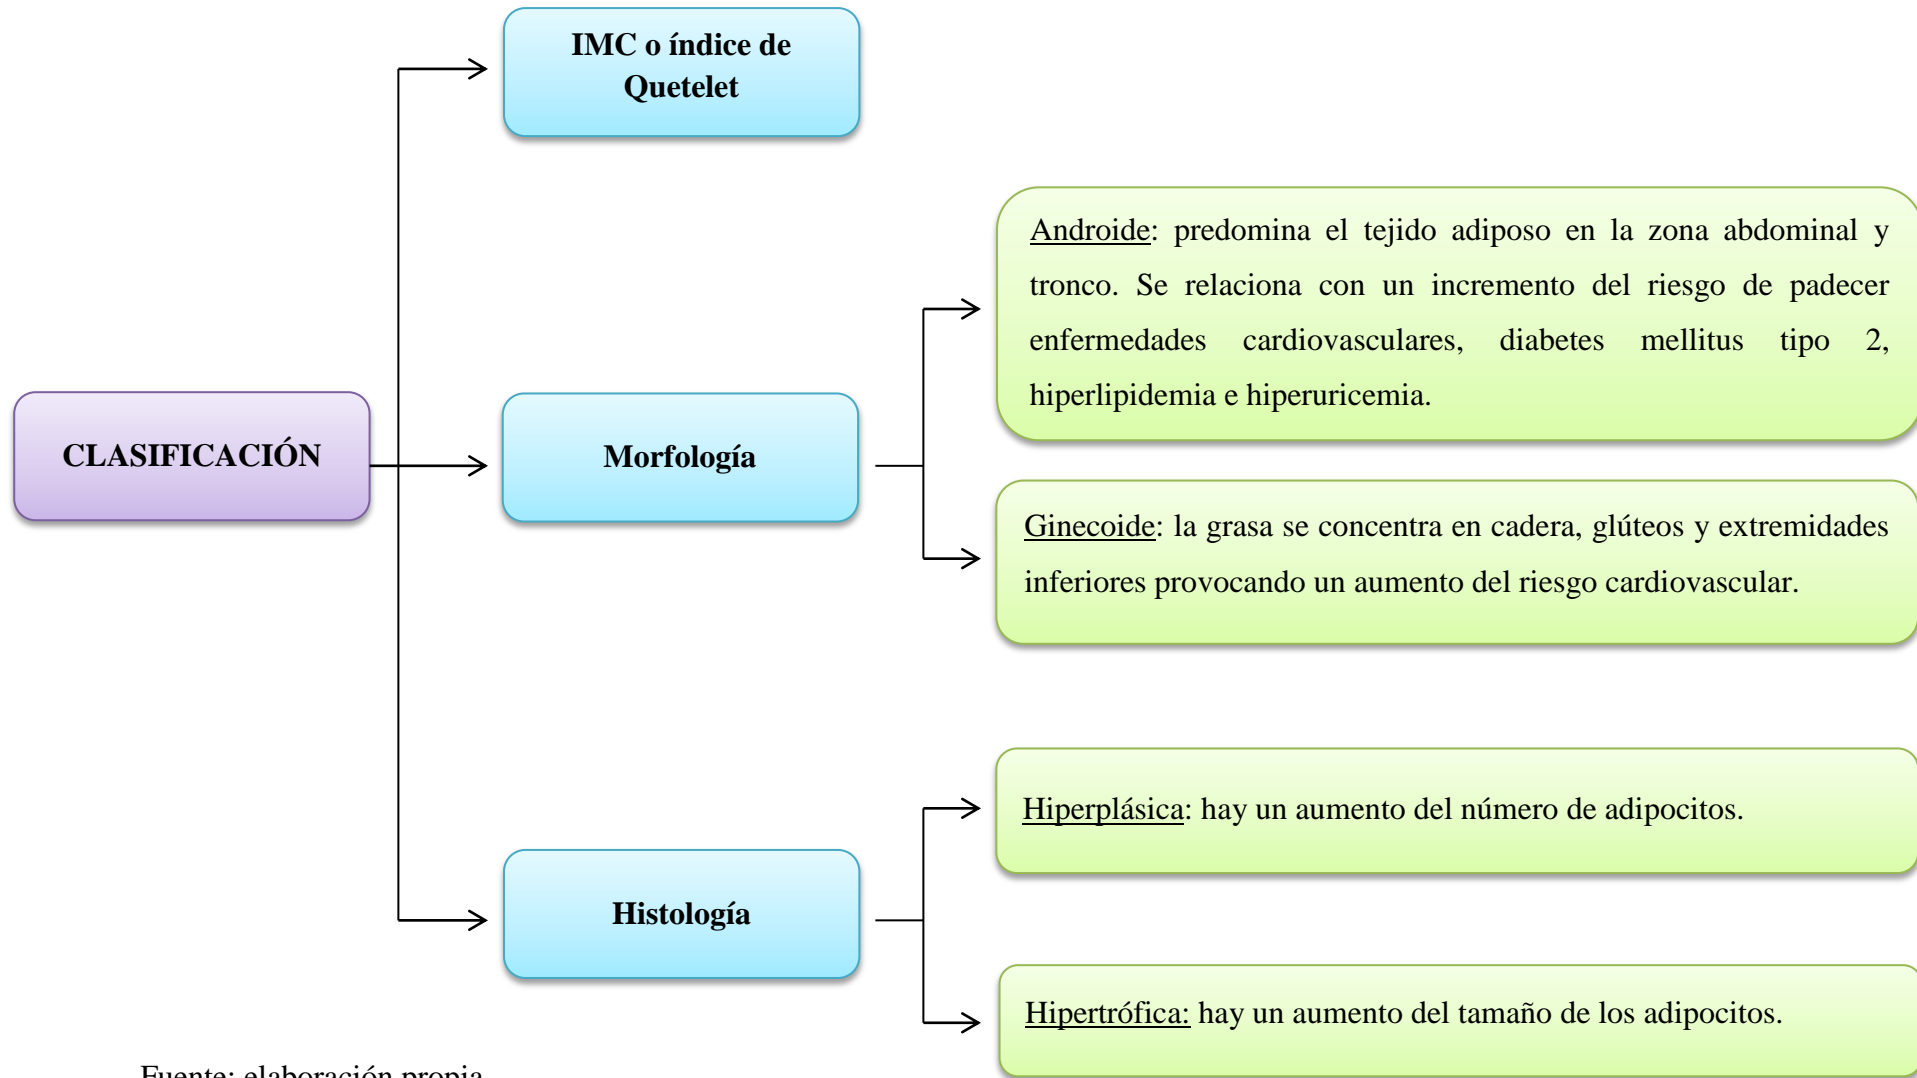 IMC o índice de
Quetelet
Androide: predomina el tejido adiposo en la zona abdominal y
tronco. Se relaciona con un incremento del riesgo de padecer
enfermedades cardiovasculares, diabetes mellitus tipo 2,
hiperlipidemia e hiperuricemia.
CLASIFICACIÓN
Morfología
Ginecoide: la grasa se concentra en cadera, glúteos y extremidades
inferiores provocando un aumento del riesgo cardiovascular.
Hiperplásica: hay un aumento del número de adipocitos.
Histología
Hipertrófica: hay un aumento del tamaño de los adipocitos.
Fuente: elaboración propia